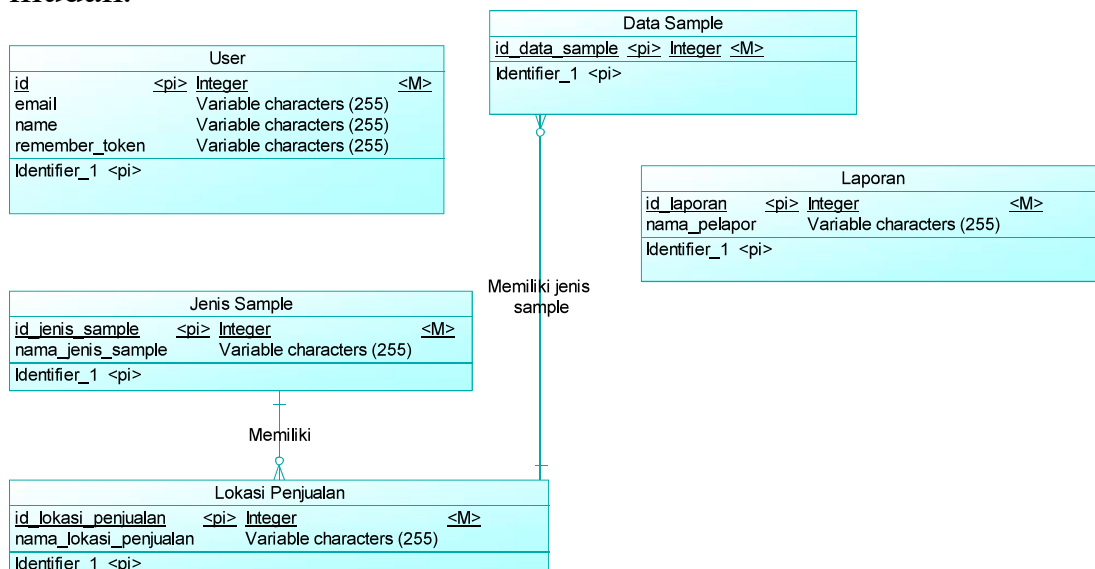 mudah.
Data Sample
id_data_sample <pi> Integer <M>
Identifier_1 <pi>
User
id <pi> Integer <M>
email Variable characters (255)
name Variable characters (255)
remember_token Variable characters (255)
Identifier_1 <pi>
Laporan
id_laporan <pi> Integer <M>
nama_pelapor Variable characters (255)
Identifier_1 <pi>
Memiliki jenis
sample
Jenis Sample
id_jenis_sample <pi> Integer <M>
nama_jenis_sample Variable characters (255)
Identifier_1 <pi>
Memiliki
Lokasi Penjualan
id_lokasi_penjualan <pi> Integer <M>
nama_lokasi_penjualan Variable characters (255)
Identifier_1 <pi>